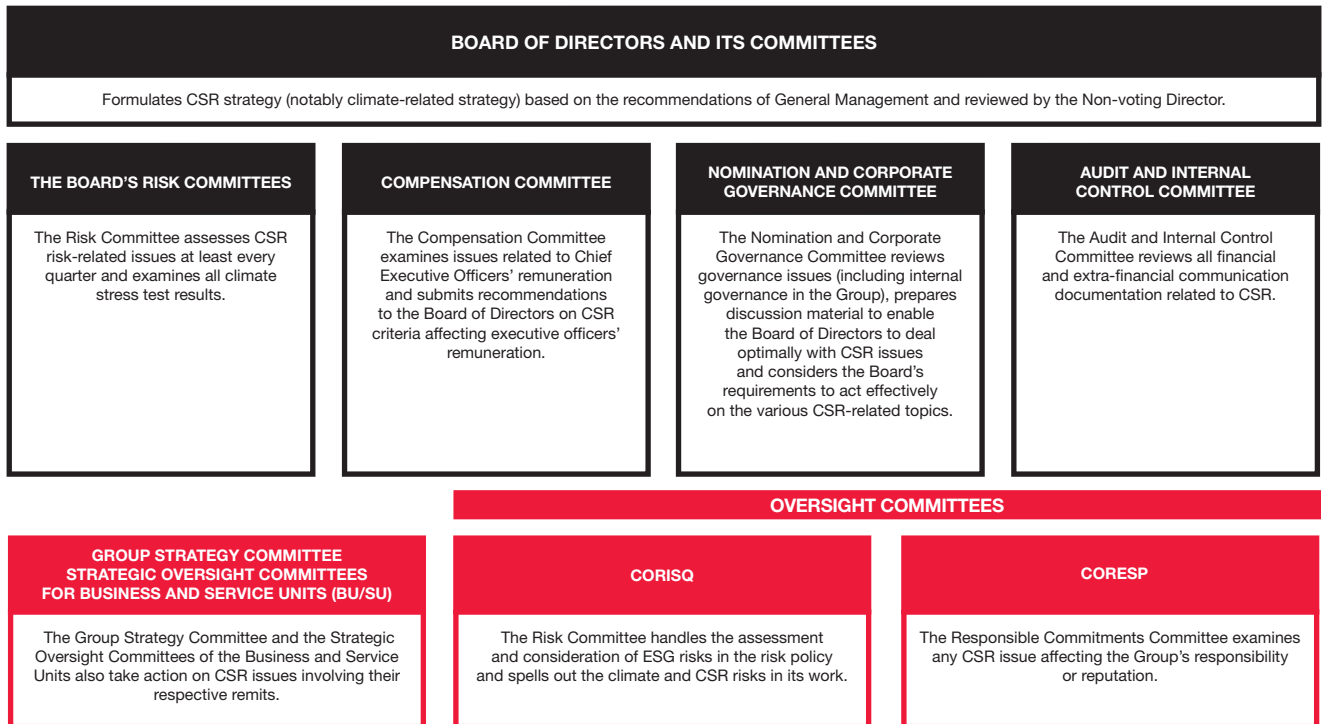 BOARD OF DIRECTORS AND ITS COMMITTEES
Formulates CSR strategy (notably climate-related strategy) based on the recommendations of General Management and reviewed by the Non-voting Director.
THE BOARD'S RISK COMMITTEES
The Risk Committee assesses CSR
risk-related issues at least every
quarter and examines all climate
stress test results.
COMPENSATION COMMITTEE
The Compensation Committee
examines issues related to Chief
Executive Officers' remuneration
and submits recommendations
to the Board of Directors on CSR
criteria affecting executive officers'
remuneration.
NOMINATION AND CORPORATE
GOVERNANCE COMMITTEE
The Nomination and Corporate
Governance Committee reviews
governance issues (including internal
governance in the Group), prepares
discussion material to enable
the Board of Directors to deal
optimally with CSR issues
and considers the Board's
requirements to act effectively
on the various CSR-related topics.
AUDIT AND INTERNAL
CONTROL COMMITTEE
The Audit and Internal Control
Committee reviews all financial
and extra-financial communication
documentation related to CSR.
OVERSIGHT COMMITTEES
GROUP STRATEGY COMMITTEE
STRATEGIC OVERSIGHT COMMITTEES
FOR BUSINESS AND SERVICE UNITS (BU/SU)
The Group Strategy Committee and the Strategic
Oversight Committees of the Business and Service
Units also take action on CSR issues involving their
respective remits.
CORISQ
The Risk Committee handles the assessment
and consideration of ESG risks in the risk policy
and spells out the climate and CSR risks in its work.
CORESP
The Responsible Commitments Committee examines
any CSR issue affecting the Group's responsibility
or reputation.